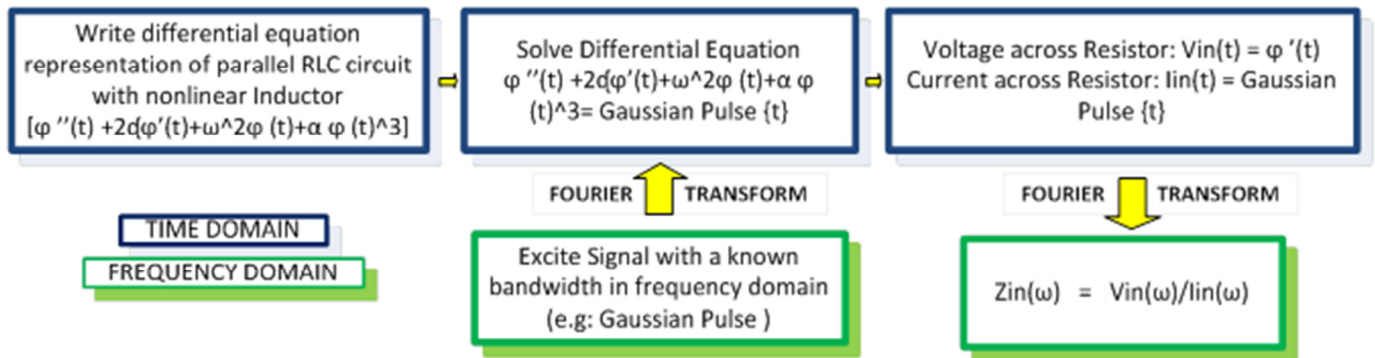 Write differential equation
representation of parallel RLC circuit
with nonlinear Inductor
[φ ′′(t) +2ɗφ′(t)+ω^2φ (t)+α φ (t)^3]
Solve Differential Equation
φ ′′(t) +2ɗφ′(t)+ω^2φ (t)+α φ
(t)^3= Gaussian Pulse {t}
Voltage across Resistor: Vin(t) = φ ′(t)
Current across Resistor: Iin(t) = Gaussian
Pulse {t}
FOURIER TRANSFORM
FOURIER TRANSFORM
TIME DOMAIN
FREQUENCY DOMAIN
Excite Signal with a known
bandwidth in frequency domain
(e.g: Gaussian Pulse )
Zin(ω) = Vin(ω)/Iin(ω)